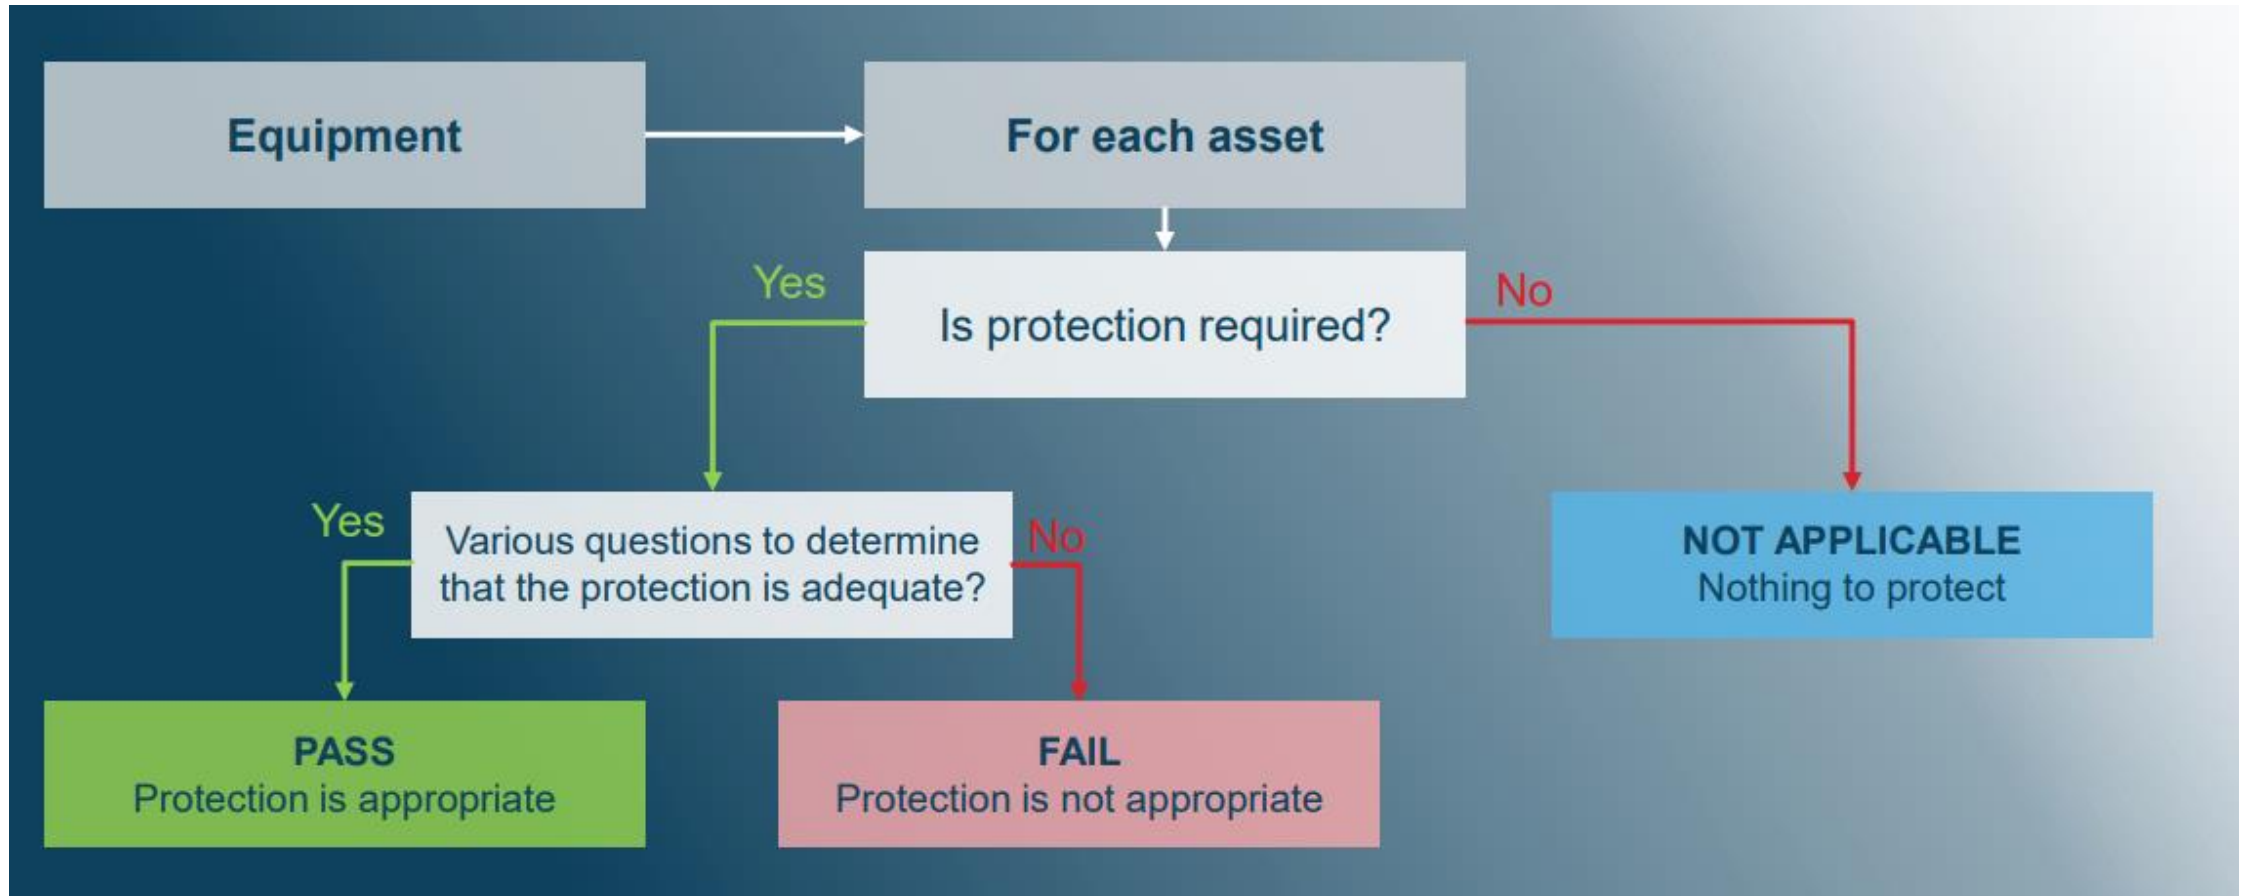 Equipment
For each asset
Yes
Is protection required?
No
Yes
Various questions to determine
that the protection is adequate?
No
NOT APPLICABLE
Nothing to protect
PASS
Protection is appropriate
FAIL
Protection is not appropriate